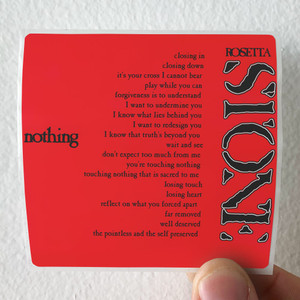 ROSETTA
STONE
nothing
closing in
closing down
it's your cross I cannot bear
play while you can
forgiveness is to understand
I want to undermine you
I know what lies behind you
I want to redesign you
I know that truth's beyond you
wait and see
don't expect too much from me
you're touching nothing
touching nothing that is sacred to me
losing touch
losing heart
reflect on what you forced apart
far removed
well deserved
the pointless and the self preserved